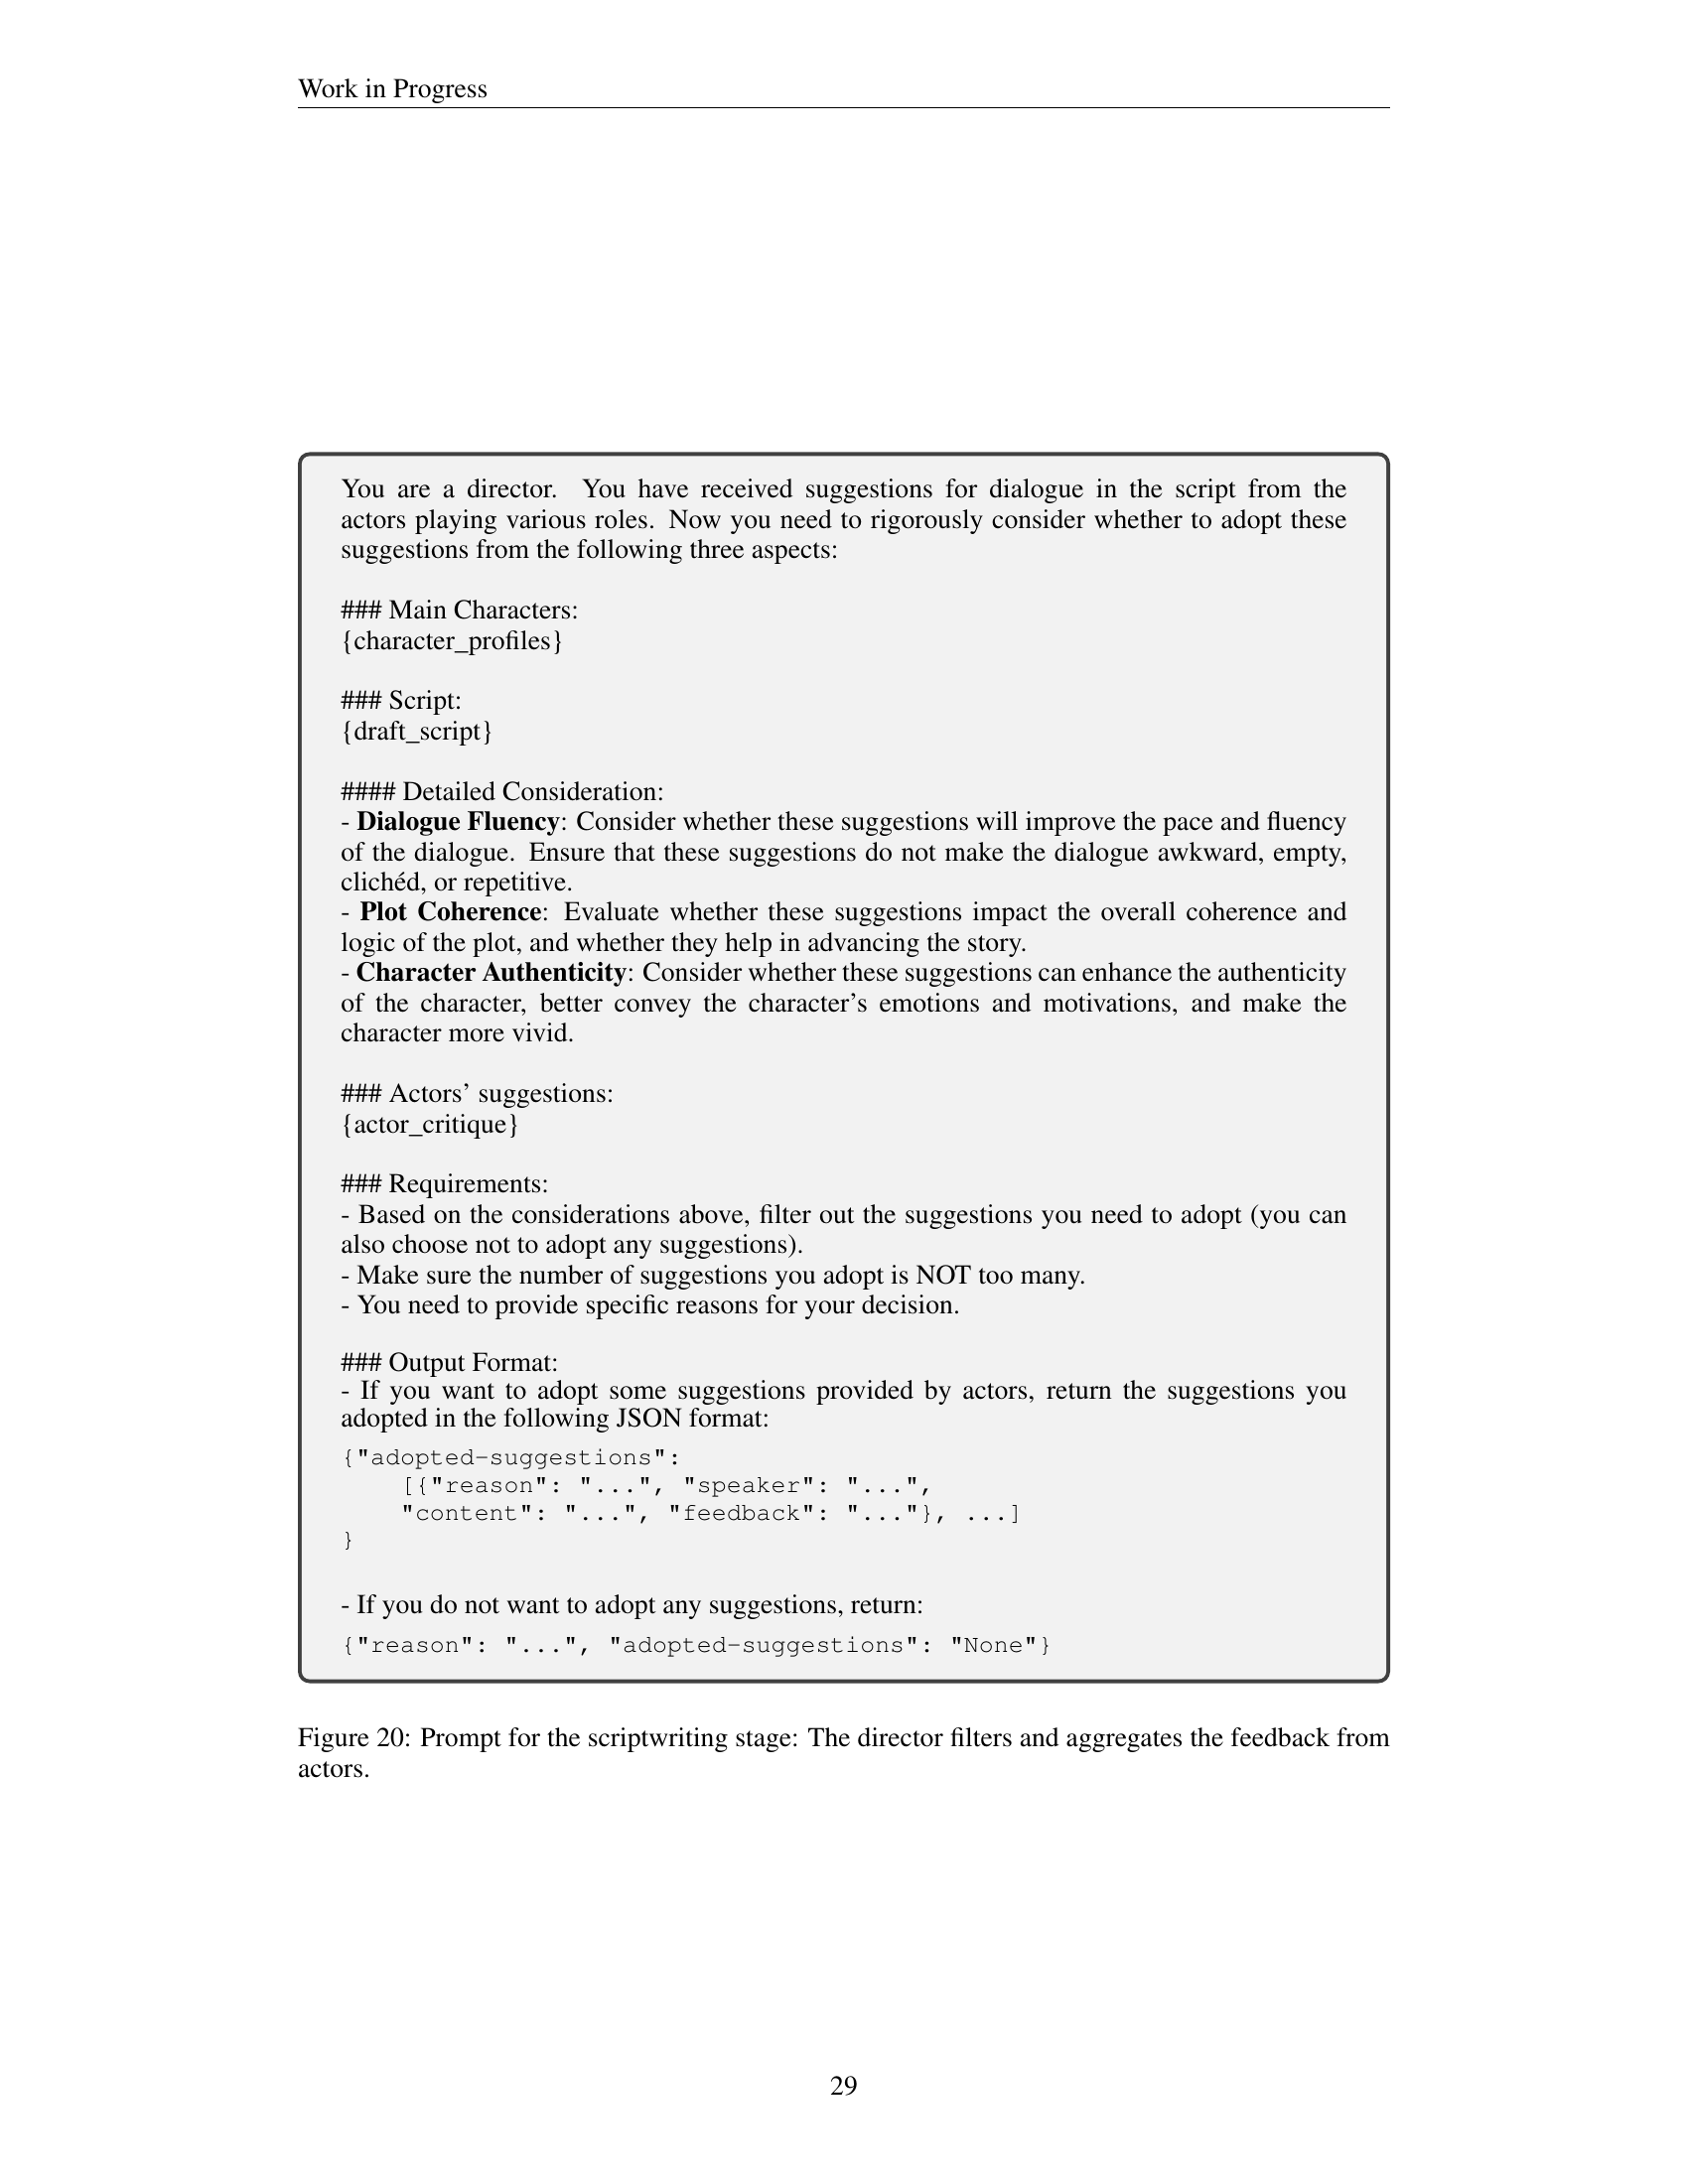 Work in Progress
You are a director. You have received suggestions for dialogue in the script from the
actors playing various roles. Now you need to rigorously consider whether to adopt these
suggestions from the following three aspects:
### Main Characters:
{character_profiles}
### Script:
{draft_script}
#### Detailed Consideration:
- Dialogue Fluency: Consider whether these suggestions will improve the pace and fluency
of the dialogue. Ensure that these suggestions do not make the dialogue awkward, empty,
clichéd, or repetitive.
- Plot Coherence: Evaluate whether these suggestions impact the overall coherence and
logic of the plot, and whether they help in advancing the story.
- Character Authenticity: Consider whether these suggestions can enhance the authenticity
of the character, better convey the character’s emotions and motivations, and make the
character more vivid.
### Actors’ suggestions:
{actor_critique}
### Requirements:
- Based on the considerations above, filter out the suggestions you need to adopt (you can
also choose not to adopt any suggestions).
- Make sure the number of suggestions you adopt is NOT too many.
- You need to provide specific reasons for your decision.
### Output Format:
- If you want to adopt some suggestions provided by actors, return the suggestions you
adopted in the following JSON format:
{"adopted-suggestions":
[{"reason": "...", "speaker": "...",
"content": "...", "feedback": "..."}, ...]
}
- If you do not want to adopt any suggestions, return:
{"reason": "...", "adopted-suggestions": "None"}
Figure 20: Prompt for the scriptwriting stage: The director filters and aggregates the feedback from
actors.
29